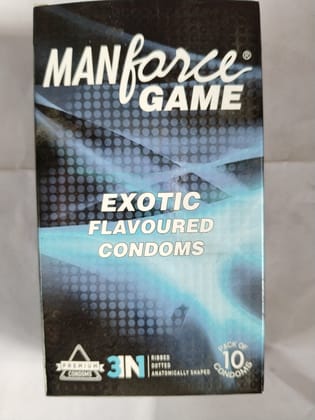 MANforce®
GAME
EXOTIC
FLAVOURED
CONDOMS
PREMIUM
CONDOMS
3IN1
RIBBED
DOTTED
ANATOMICALLY SHAPED
PACK OF
10
CONDOMS